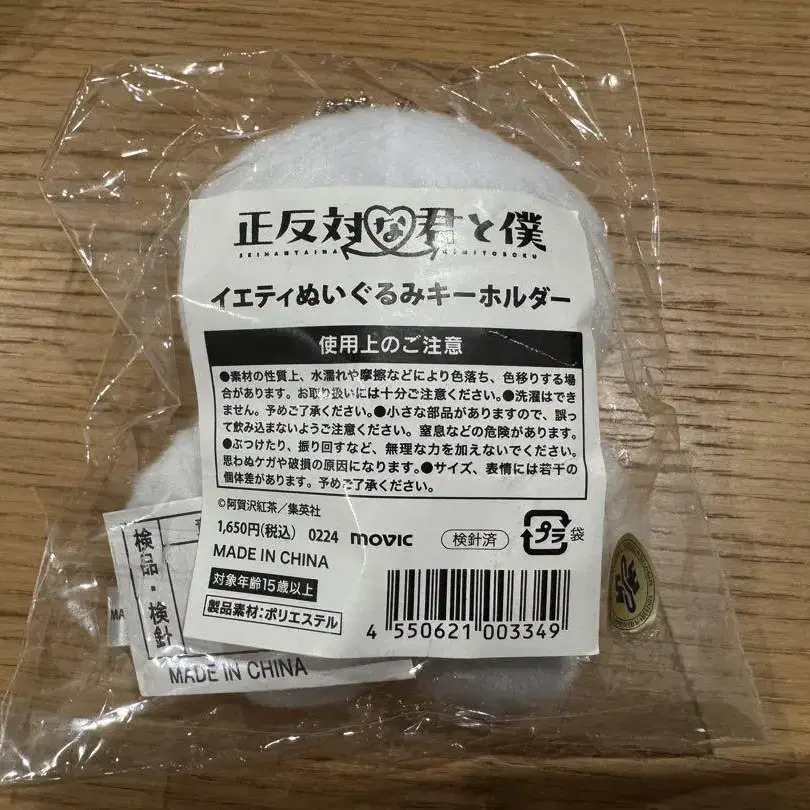 正反対な君と僕
SEIHANTAINA KIMITOBOKU
イエティぬいぐるみキーホルダー
使用上のご注意
●素材の性質上、水濡れや摩擦などにより色落ち、色移りする場
合があります。お取り扱いには十分ご注意ください。●洗濯はでき
ません。予めご了承ください。●小さな部品がありますので、誤っ
て飲み込まないようご注意ください。窒息などの危険があります。
●ぶつけたり、振り回すなど、無理な力を加えないでください。
思わぬケガや破損の原因になります。●サイズ、表情には若干の
個体差があります。予めご了承ください。
©阿賀沢紅茶／集英社
1,650円(税込) 0224 movic 検針済 プラ 袋
MADE IN CHINA
対象年齢15歳以上
製品素材:ポリエステル
4 550621 003349
検品・検針
MADE IN CHINA